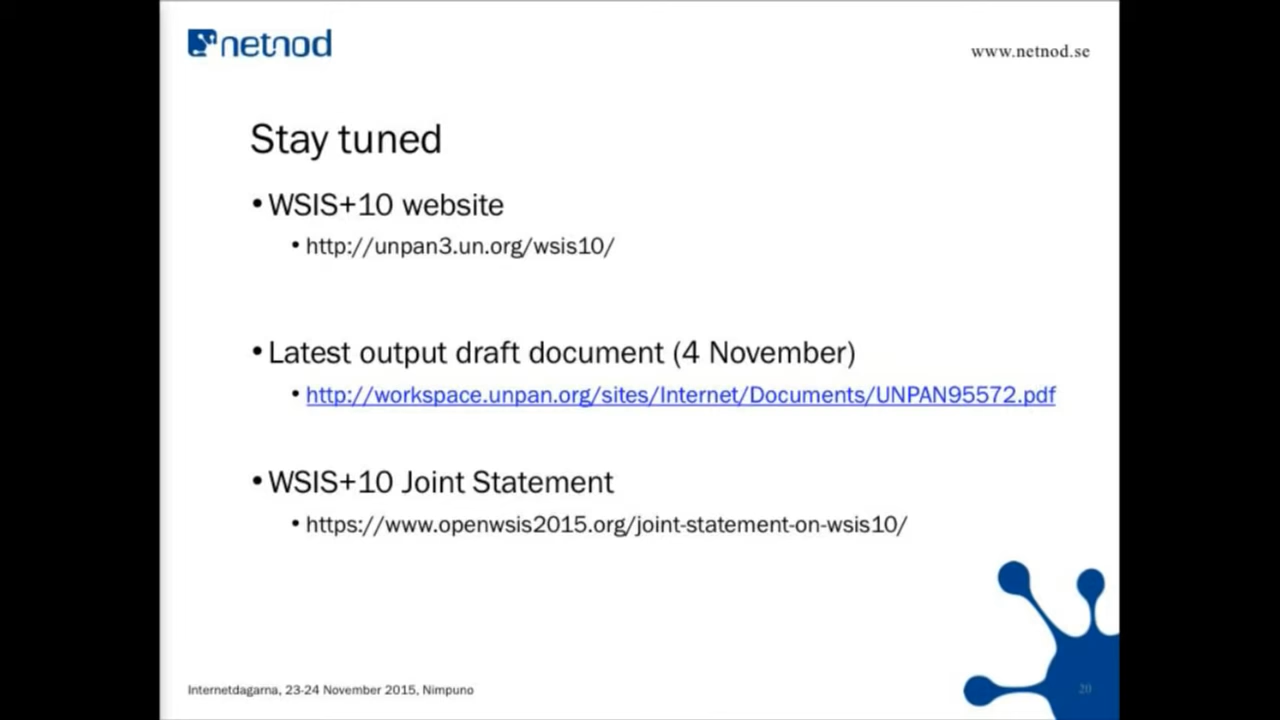 netnod
www.netnod.se
Stay tuned
•WSIS+10 website
•http://unpan3.un.org/wsis10/
•Latest output draft document (4 November)
•http://workspace.unpan.org/sites/Internet/Documents/UNPAN95572.pdf
•WSIS+10 Joint Statement
•https://www.openwsis2015.org/joint-statement-on-wsis10/
Internetdagarna, 23-24 November 2015, Nimpuno
20